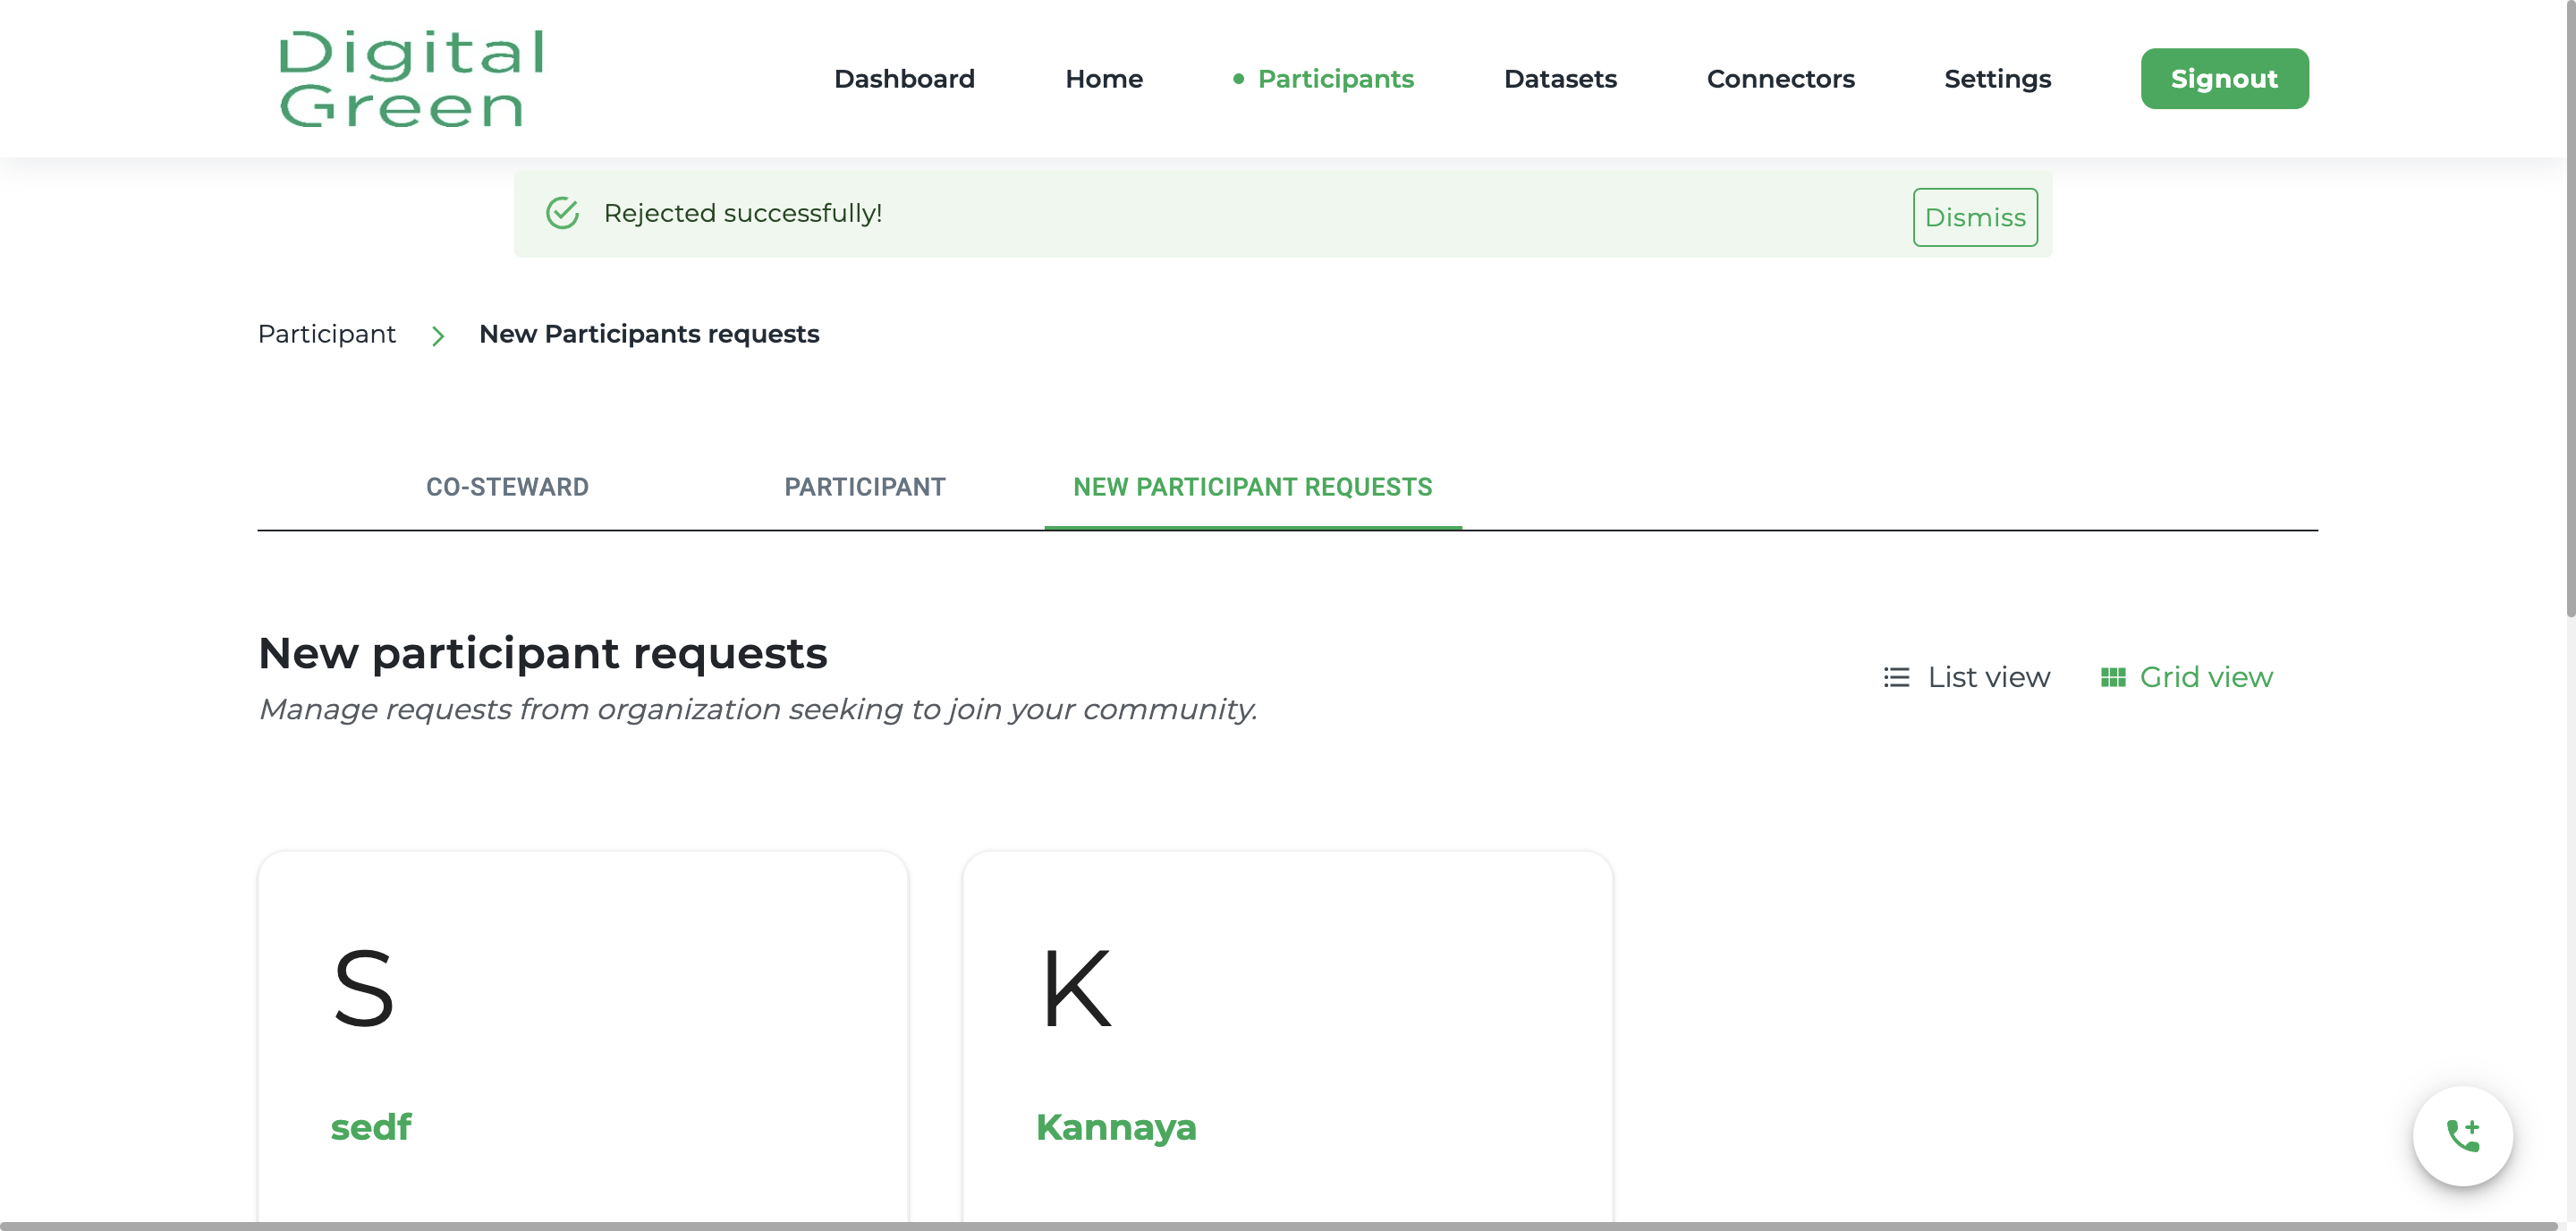 Digital
Green
Dashboard
Home
Participants
Datasets
Connectors
Settings
Signout
Rejected successfully!
Dismiss
Participant
New Participants requests
CO-STEWARD
PARTICIPANT
NEW PARTICIPANT REQUESTS
New participant requests
Manage requests from organization seeking to join your community.
List view
Grid view
S
K
sedf
Kannaya